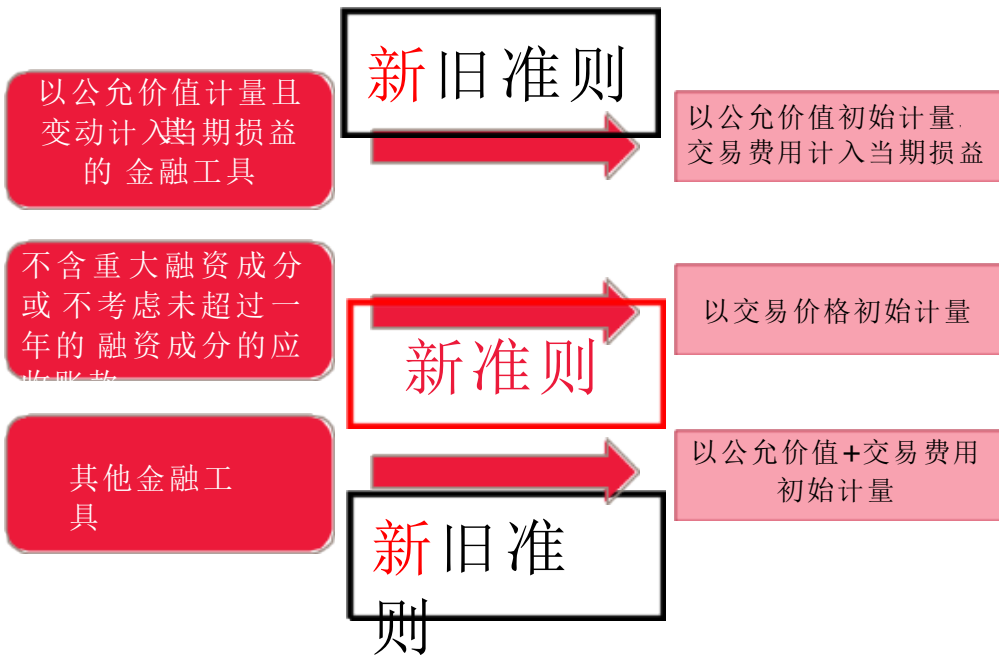 新旧准则
以公允价值计量且
变动计入其当期损益
的 金融工具
以公允价值初始计量
交易费用计入当期损益
不含重大融资成分
或 不考虑未超过一
年的 融资成分的应
收账款
以交易价格初始计量
新准则
其他金融工
具
以公允价值+交易费用
初始计量
新旧准
则